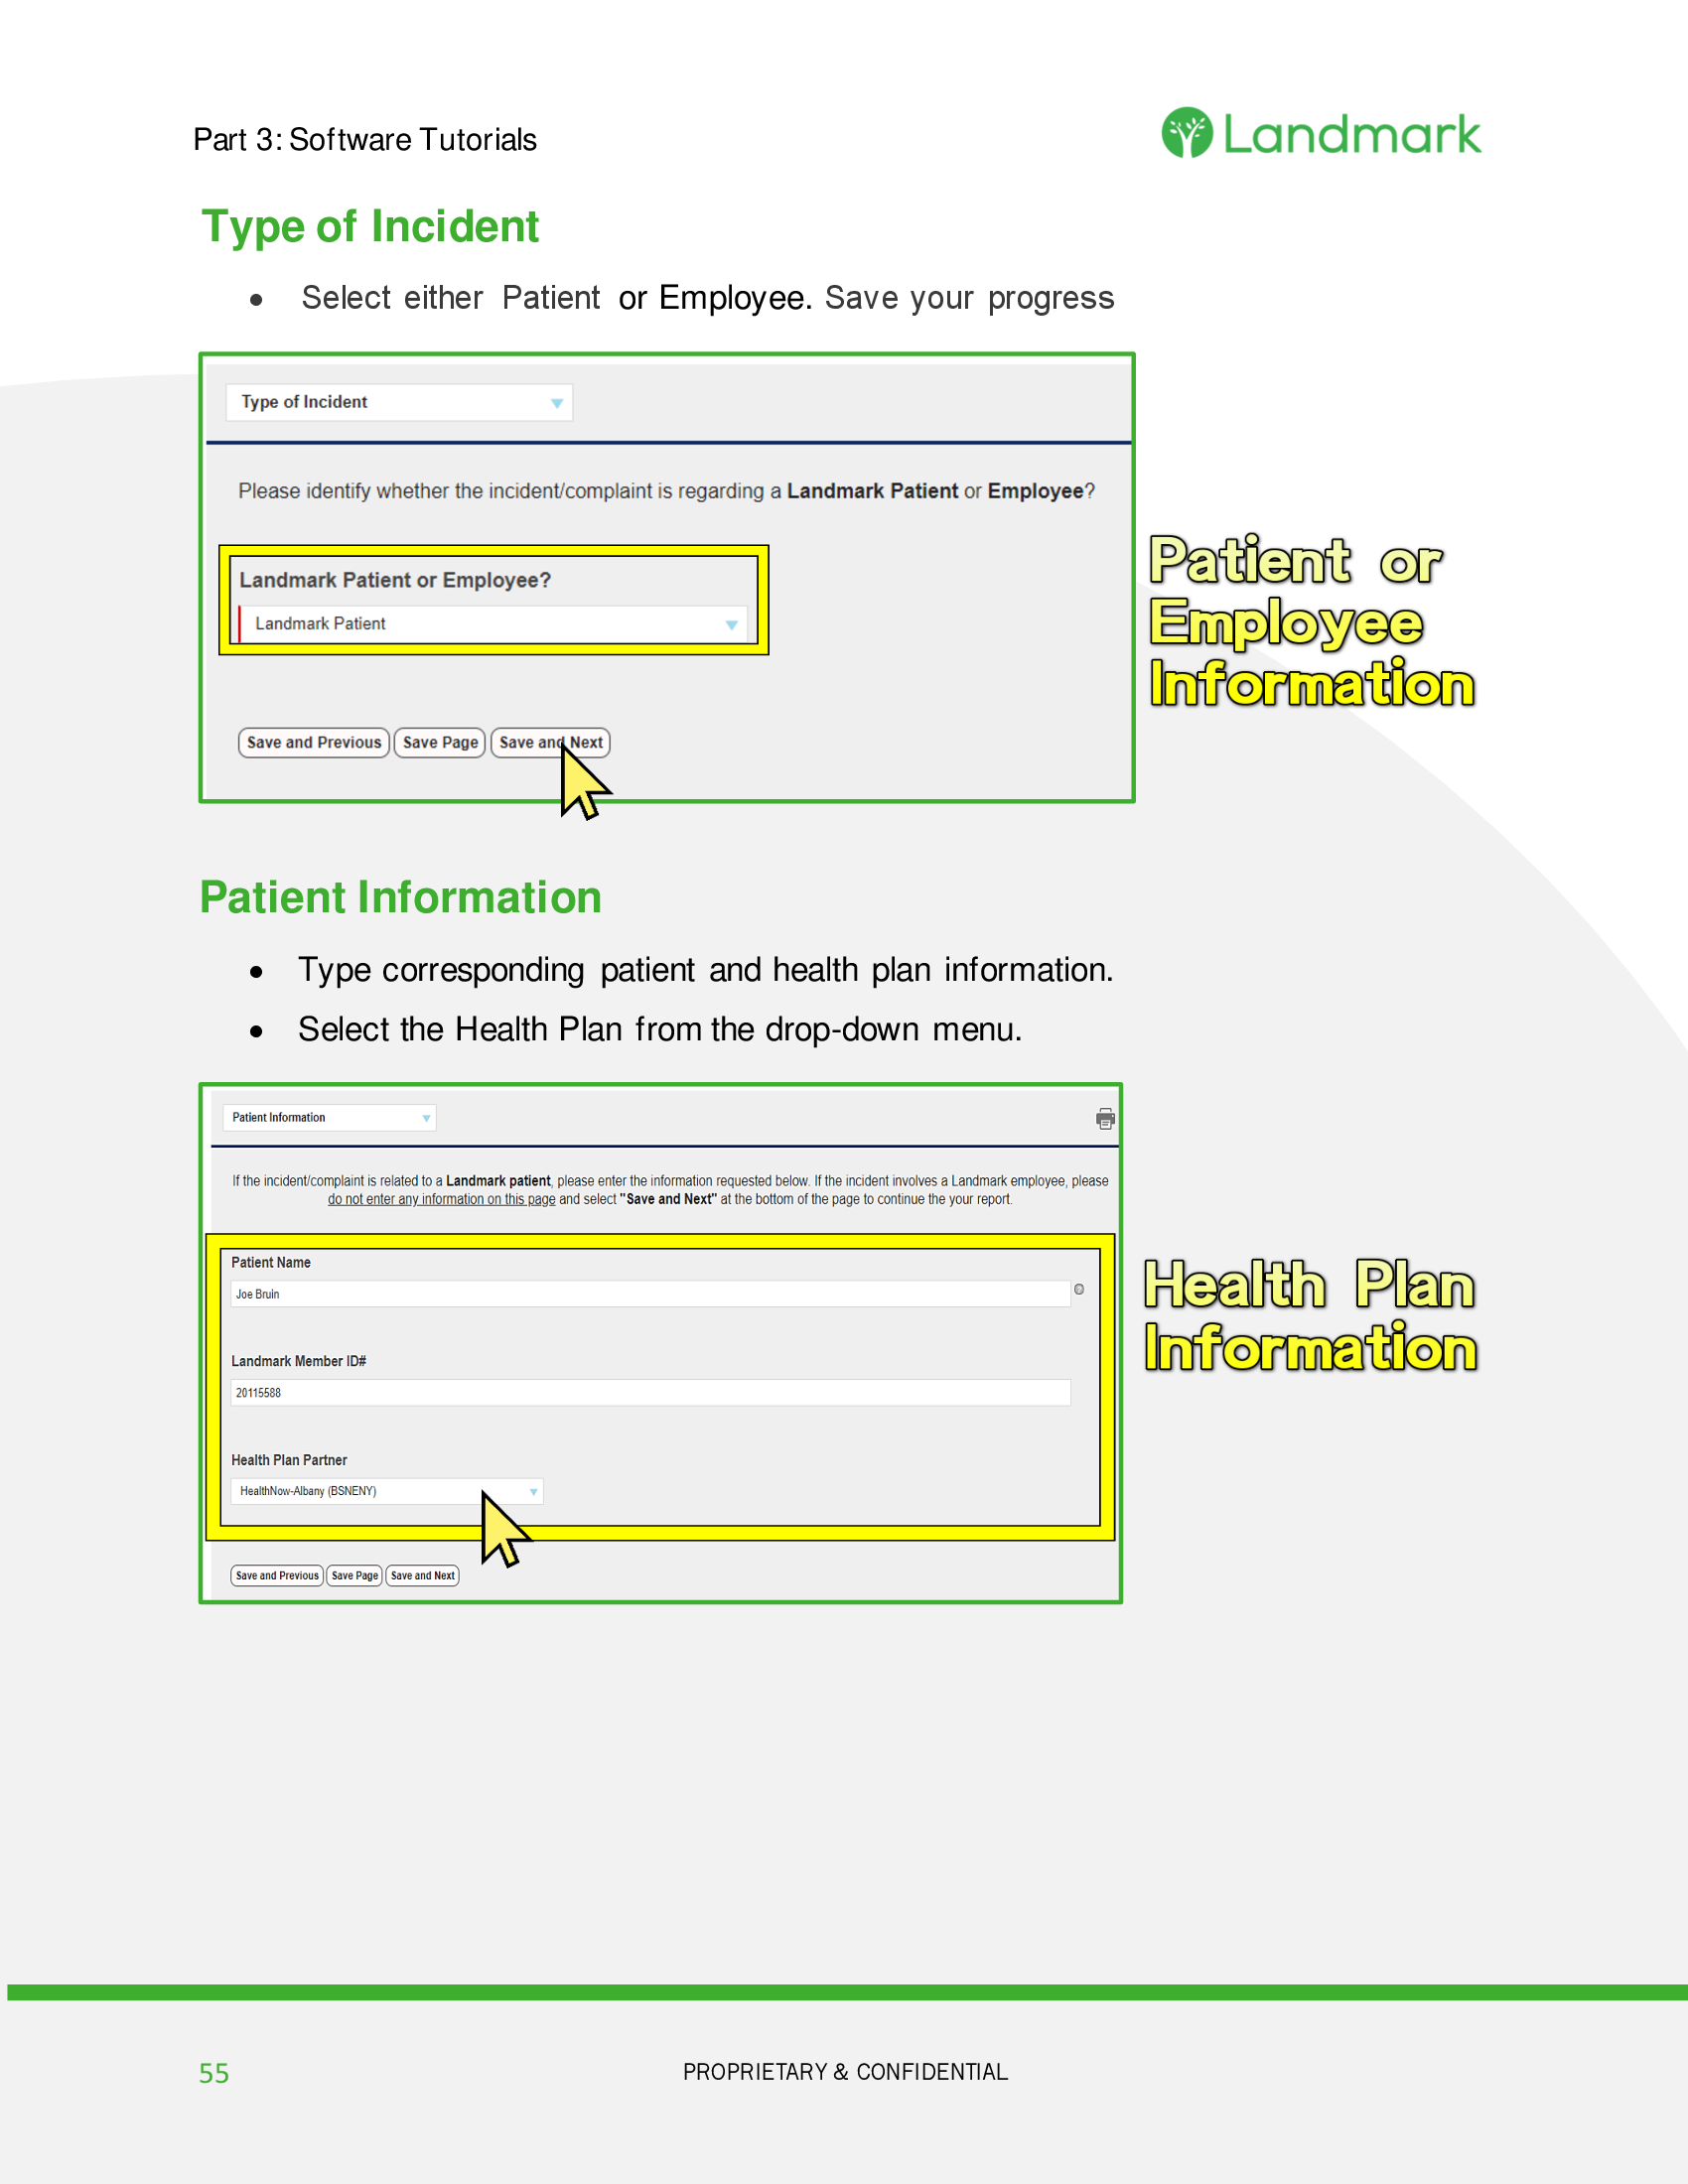 Part 3: Software Tutorials
Landmark
Type of Incident
• Select either Patient or Employee. Save your progress
Type of Incident
Please identify whether the incident/complaint is regarding a Landmark Patient or Employee?
Landmark Patient or Employee?
Landmark Patient
Save and Previous Save Page Save and Next
Patient or
Employee
Information
Patient Information
• Type corresponding patient and health plan information.
• Select the Health Plan from the drop-down menu.
Patient Information
If the incident/complaint is related to a Landmark patient, please enter the information requested below. If the incident involves a Landmark employee, please
do not enter any information on this page and select "Save and Next" at the bottom of the page to continue the your report.
Patient Name
Joe Bruin
Landmark Member ID#
20115588
Health Plan Partner
HealthNow-Albany (BSNENY)
Save and Previous Save Page Save and Next
Health Plan
Information
55
PROPRIETARY & CONFIDENTIAL